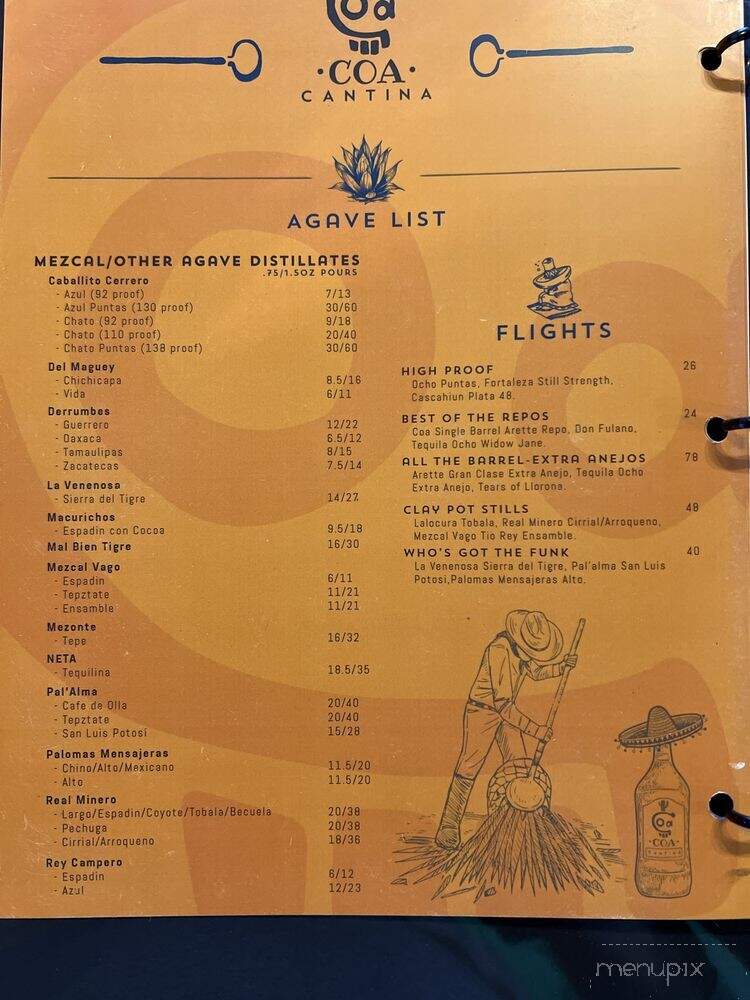 Coa
·COA·
CANTINA
AGAVE LIST
MEZCAL/OTHER AGAVE DISTILLATES
.75/1.5OZ POURS
Caballito Cerrero
- Azul (92 proof) 7/13
- Azul Puntas (130 proof) 30/60
- Chato (92 proof) 9/18
- Chato (110 proof) 20/40
- Chato Puntas (138 proof) 30/60
Del Maguey
- Chichicapa 8.5/16
- Vida 6/11
Derrumbes
- Guerrero 12/22
- Oaxaca 6.5/12
- Tamaulipas 8/15
- Zacatecas 7.5/14
La Venenosa
- Sierra del Tigre 14/27
Macurichos
- Espadin con Cocoa 9.5/18
Mal Bien Tigre 16/30
Mezcal Vago
- Espadin 6/11
- Tepztate 11/21
- Ensamble 11/21
Mezonte
- Tepe 16/32
NETA
- Tequilina 18.5/35
Pal'Alma
- Cafe de Olla 20/40
- Tepztate 20/40
- San Luis Potosí 15/28
Palomas Mensajeras
- Chino/Alto/Mexicano 11.5/20
- Alto 11.5/20
Real Minero
- Largo/Espadin/Coyote/Tobala/Becuela 20/38
- Pechuga 20/38
- Cirrial/Arroqueno 18/36
Rey Campero
- Espadin 6/12
- Azul 12/23
FLIGHTS
HIGH PROOF 26
Ocho Puntas, Fortaleza Still Strength,
Cascahiun Plata 48.
BEST OF THE REPOS 24
Coa Single Barrel Arette Repo, Don Fulano,
Tequila Ocho Widow Jane.
ALL THE BARREL-EXTRA ANEJOS 78
Arette Gran Clase Extra Anejo, Tequila Ocho
Extra Anejo, Tears of Llorona.
CLAY POT STILLS 48
Lalocura Tobala, Real Minero Cirrial/Arroqueno,
Mezcal Vago Tio Rey Ensamble.
WHO'S GOT THE FUNK 40
La Venenosa Sierra del Tigre, Pal'alma San Luis
Potosi,Palomas Mensajeras Alto.
Coa
·COA·
CANTINA
menupix